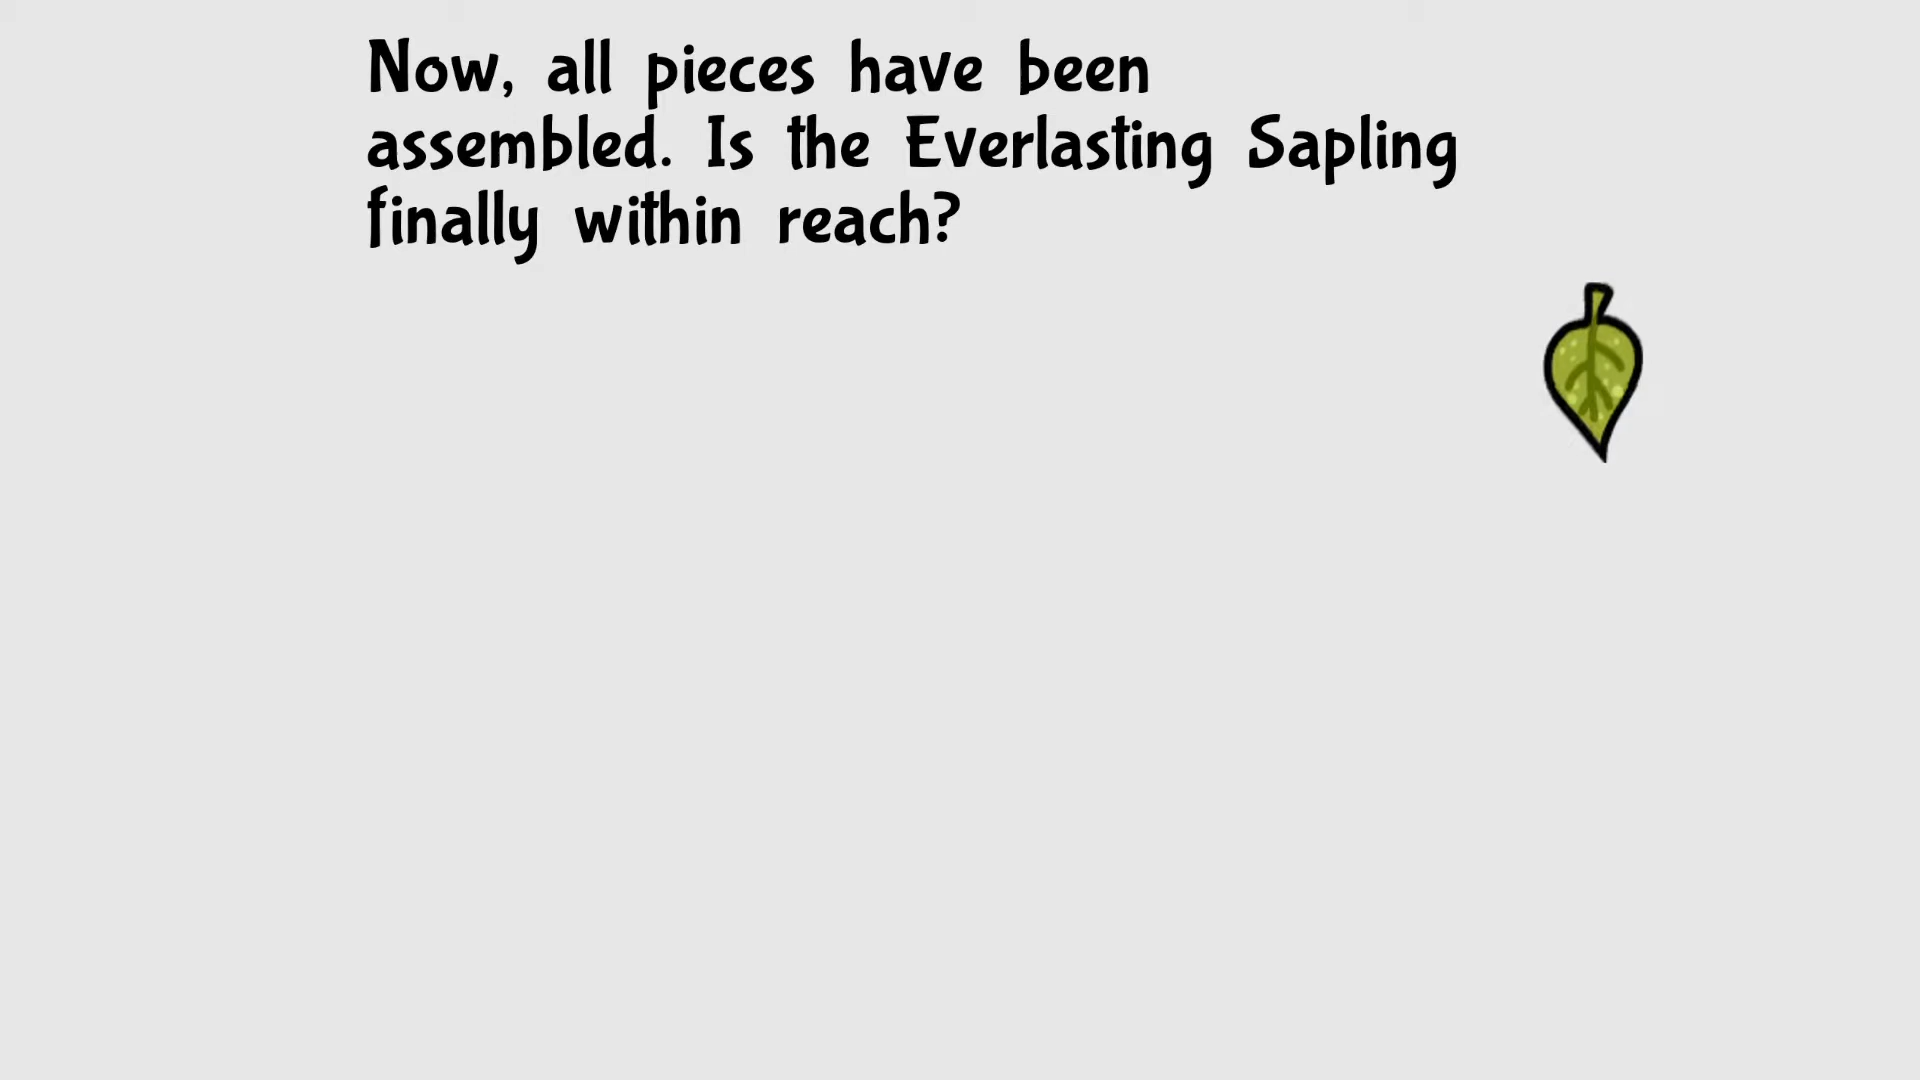 Now, all pieces have been
assembled. Is the Everlasting Sapling
finally within reach?